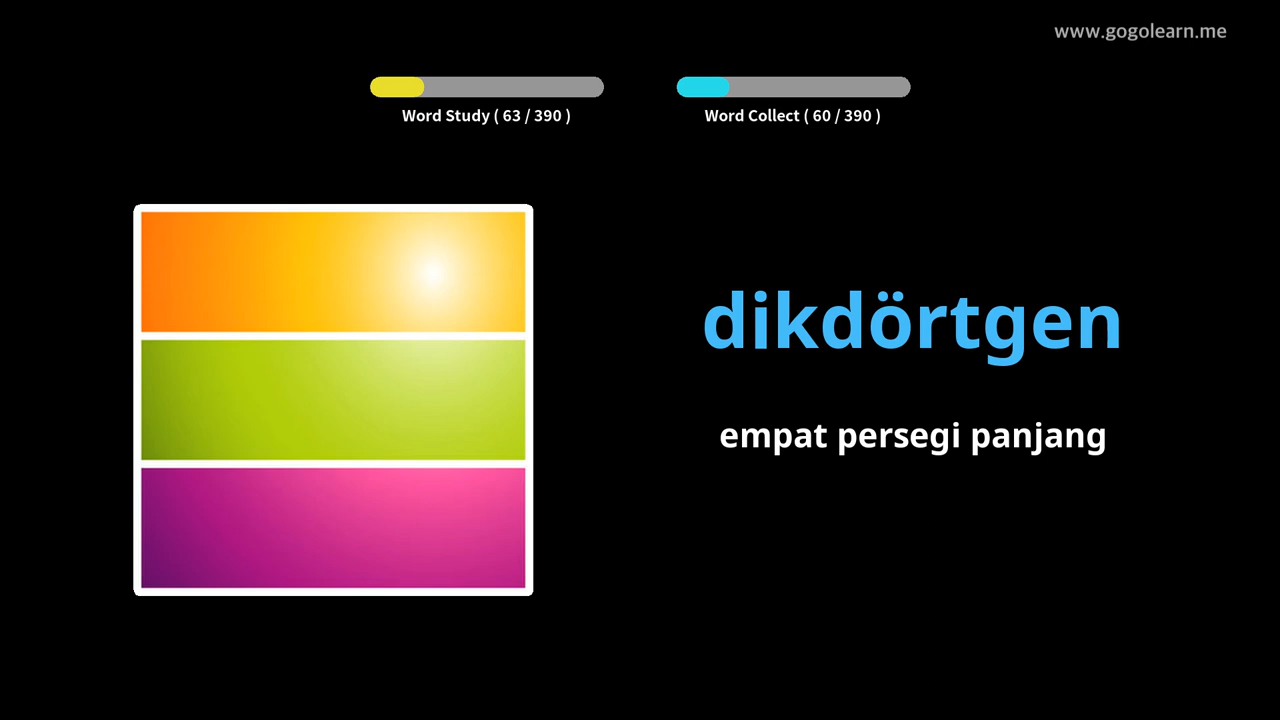 www.gogolearn.me
Word Study ( 63 / 390 )
Word Collect ( 60 / 390 )
dikdörtgen
empat persegi panjang